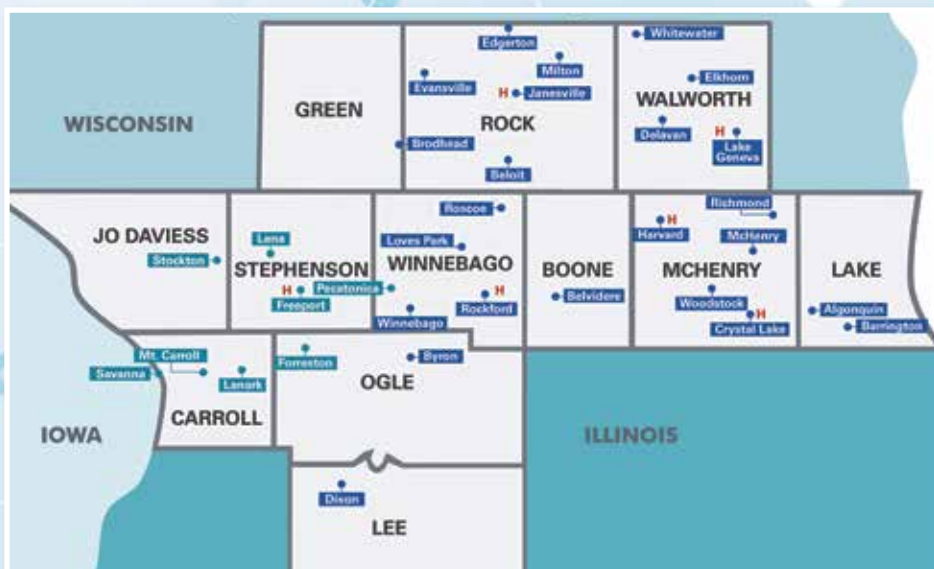 Edgerton
Whitewater
Milton
Elkhorn
Evansville
H
Janesville
GREEN
WALWORTH
WISCONSIN
ROCK
Delavan
H
Lake
Geneva
Brodhead
Beloit
Roscoe
Richmond
JO DAVIESS
Lena
Harvard
H
McHenry
Loves Park
Stockton
STEPHENSON
WINNEBAGO
BOONE
MCHENRY
LAKE
Pecatonica
H
Freeport
H
Rockford
Belvidere
Woodstock
Winnebago
H
Crystal Lake
Algonquin
Barrington
Mt. Carroll
Savanna
Lanark
Forreston
Byron
OGLE
CARROLL
IOWA
ILLINOIS
Dixon
LEE